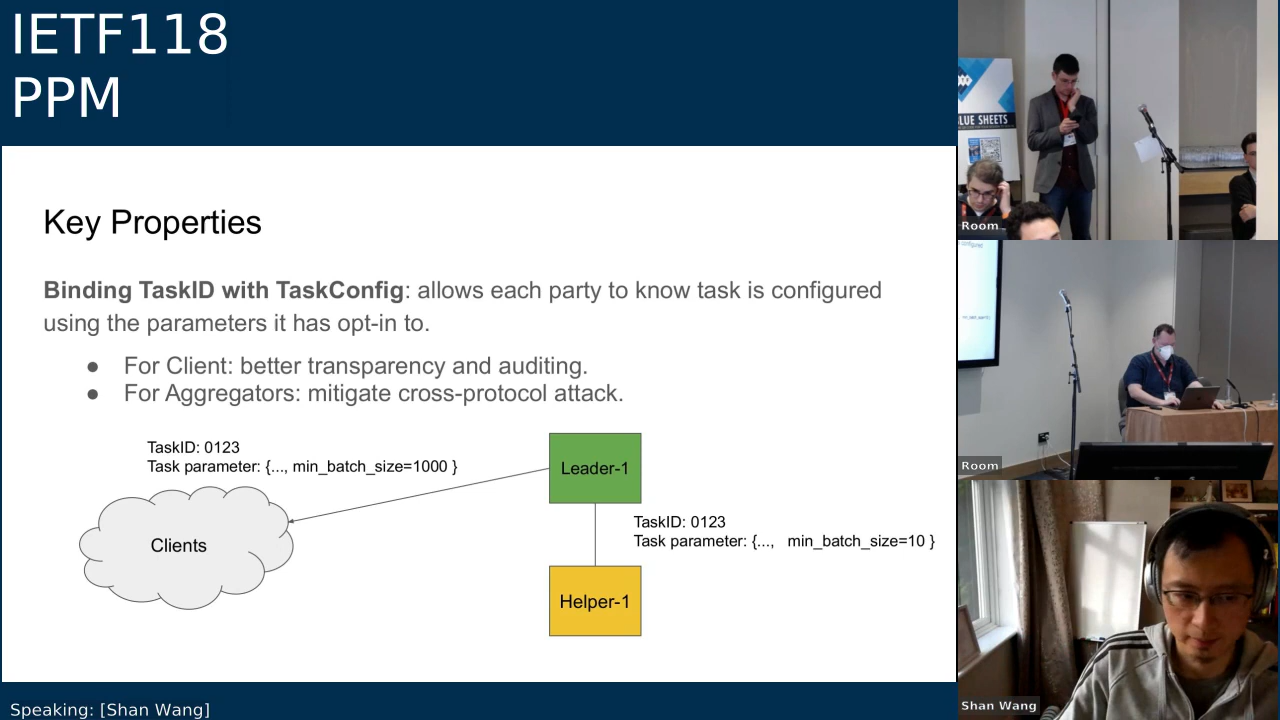 IETF118
PPM
Key Properties
Binding TaskID with TaskConfig: allows each party to know task is configured
using the parameters it has opt-in to.
● For Client: better transparency and auditing.
● For Aggregators: mitigate cross-protocol attack.
TaskID: 0123
Task parameter: {..., min_batch_size=1000 }
Leader-1
Clients
TaskID: 0123
Task parameter: {..., min_batch_size=10 }
Helper-1
Speaking: [Shan Wang]
BLUE SHEETS
Room
Room
Shan Wang